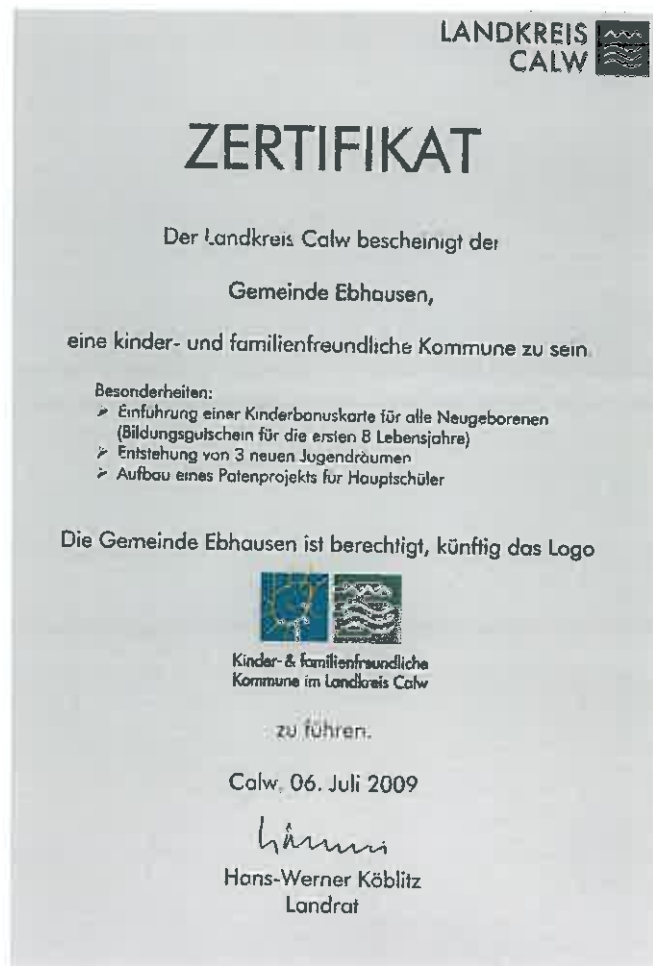 LANDKREIS
CALW
ZERTIFIKAT
Der Landkreis Calw bescheinigt der
Gemeinde Ebhausen,
eine kinder- und familienfreundliche Kommune zu sein.
Besonderheiten:
➢ Einführung einer Kinderbonuskarte für alle Neugeborenen
(Bildungsgutschein für die ersten 8 Lebensjahre)
➢ Entstehung von 3 neuen Jugendräumen
➢ Aufbau eines Patenprojekts für Hauptschüler
Die Gemeinde Ebhausen ist berechtigt, künftig das Logo
Kinder- & familienfreundliche
Kommune im Landkreis Calw
zu führen.
Calw, 06. Juli 2009
Hans-Werner Köblitz
Landrat